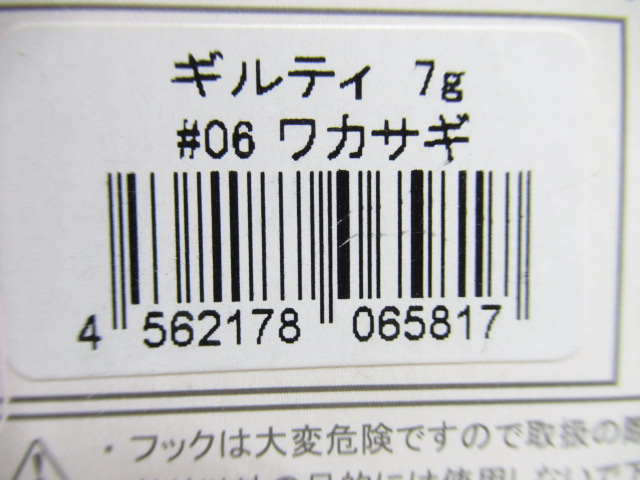 ギルティ 7g
#06 ワカサギ
4 562178 065817
・フックは大変危険ですので取扱の